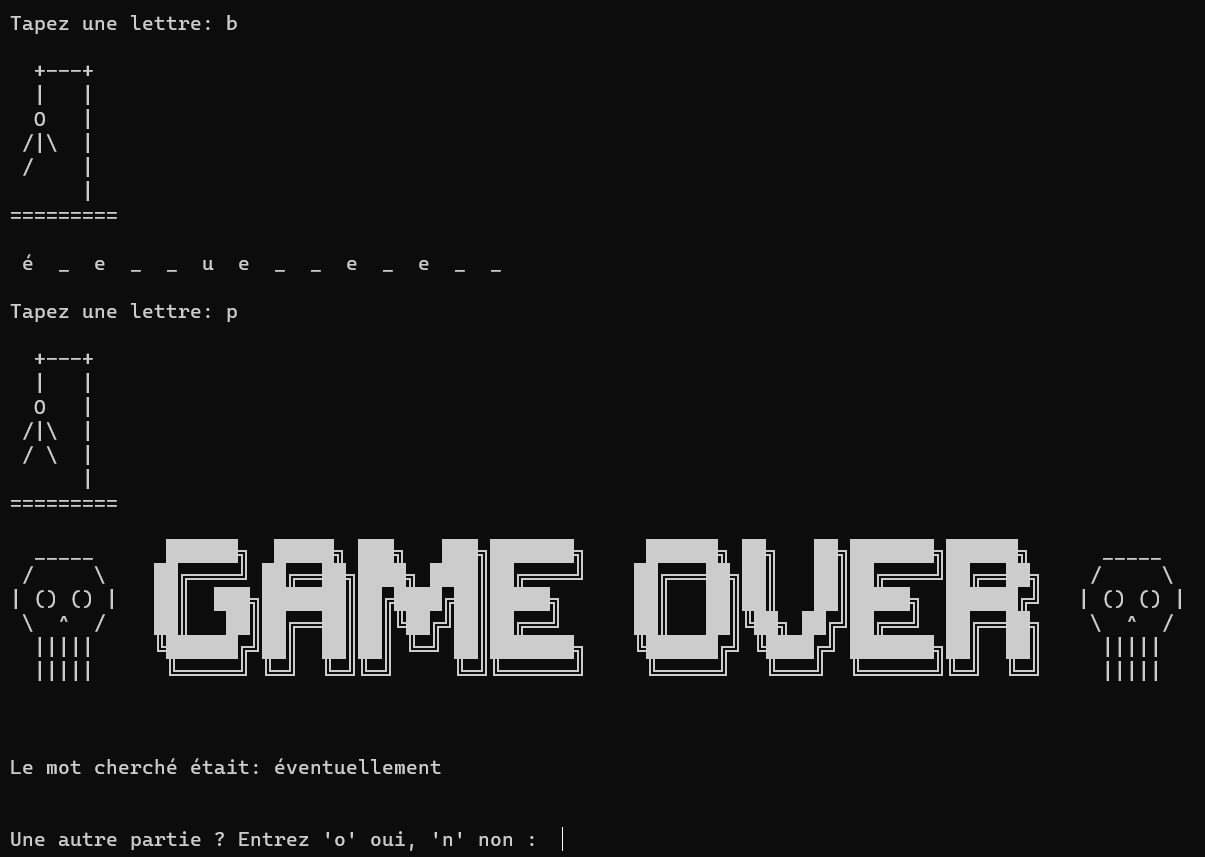 Tapez une lettre: b
+---+
|   |
O   |
/|\  |
/    |
|
=========
é  _  e  _  _  u  e  _  _  e  _  e  _  _
Tapez une lettre: p
+---+
|   |
O   |
/|\  |
/ \  |
|
=========
GAME OVER
Le mot cherché était: éventuellement
Une autre partie ? Entrez 'o' oui, 'n' non :